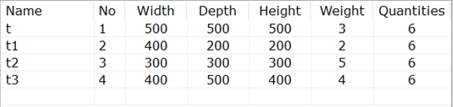 Name No Width Depth Height Weight Quantities
t 1 500 500 500 3 6
t1 2 400 200 200 2 6
t2 3 300 300 300 5 6
t3 4 400 500 400 4 6